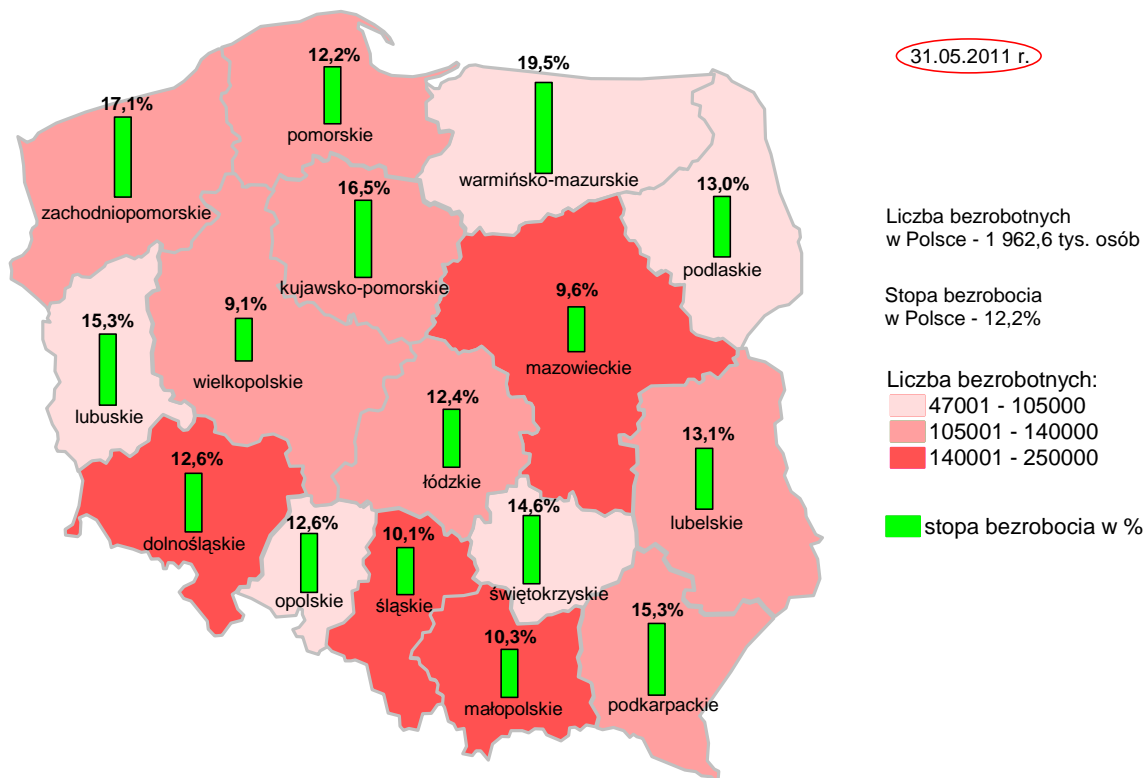 12,2%
pomorskie
19,5%
warmińsko-mazurskie
31.05.2011 r.
17,1%
zachodniopomorskie
16,5%
kujawsko-pomorskie
13,0%
podlaskie
Liczba bezrobotnych
w Polsce - 1 962,6 tys. osób
Stopa bezrobocia
w Polsce - 12,2%
15,3%
lubuskie
9,1%
wielkopolskie
9,6%
mazowieckie
12,4%
łódzkie
Liczba bezrobotnych:
47001 - 105000
105001 - 140000
140001 - 250000
stopa bezrobocia w %
12,6%
dolnośląskie
13,1%
lubelskie
12,6%
opolskie
10,1%
śląskie
14,6%
świętokrzyskie
10,3%
małopolskie
15,3%
podkarpackie